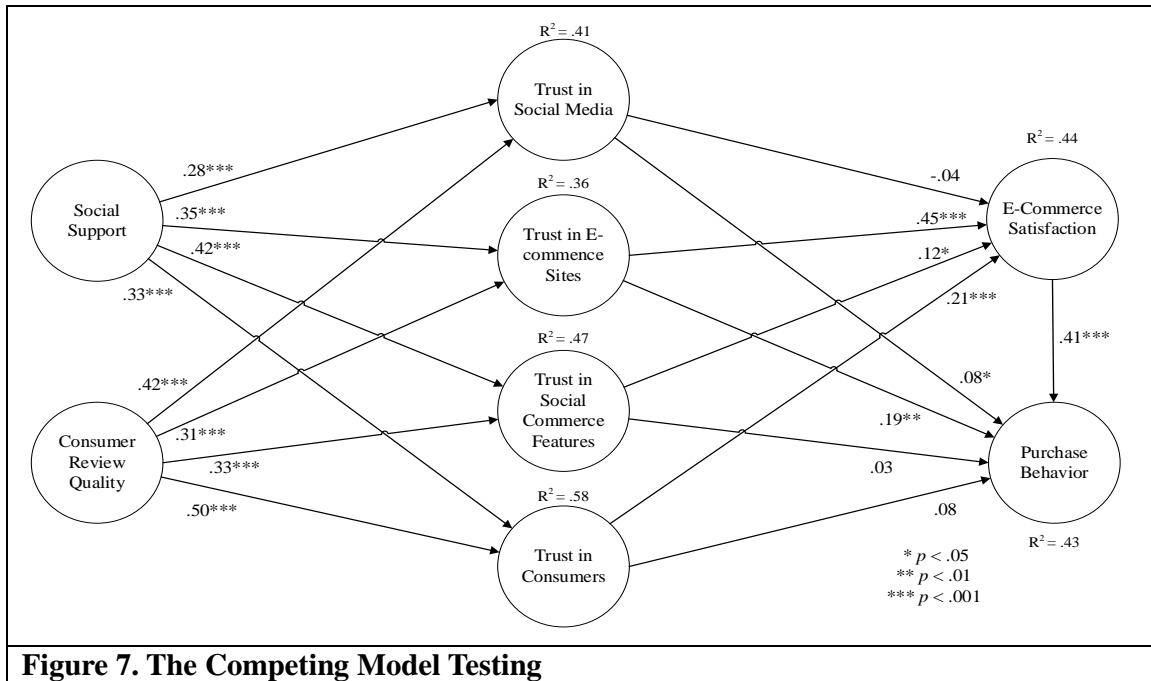 R² = .41
Trust in
Social Media
R² = .44
.28***
-.04
Social
Support
.35***
R² = .36
E-Commerce
Satisfaction
Trust in E-
commence
Sites
.45***
.42***
.12*
.33***
.21***
R² = .47
.41***
Trust in
Social
Commerce
Features
.42***
.08*
Consumer
Review
Quality
.31***
.19**
Purchase
Behavior
.33***
.03
.50***
R² = .58
.08
Trust in
Consumers
R² = .43
* p < .05
** p < .01
*** p < .001
Figure 7. The Competing Model Testing